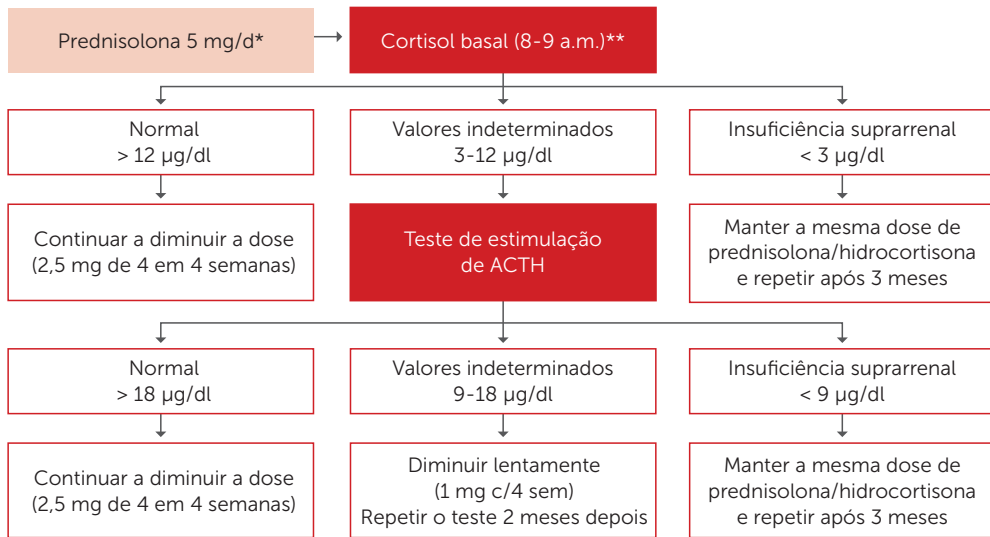 Prednisolona 5 mg/d*
Cortisol basal (8-9 a.m.)**
Normal
> 12 µg/dl
Valores indeterminados
3-12 µg/dl
Insuficiência suprarrenal
< 3 µg/dl
Continuar a diminuir a dose
(2,5 mg de 4 em 4 semanas)
Teste de estimulação
de ACTH
Manter a mesma dose de
prednisolona/hidrocortisona
e repetir após 3 meses
Normal
> 18 µg/dl
Valores indeterminados
9-18 µg/dl
Insuficiência suprarrenal
< 9 µg/dl
Continuar a diminuir a dose
(2,5 mg de 4 em 4 semanas)
Diminuir lentamente
(1 mg c/4 sem)
Repetir o teste 2 meses depois
Manter a mesma dose de
prednisolona/hidrocortisona
e repetir após 3 meses